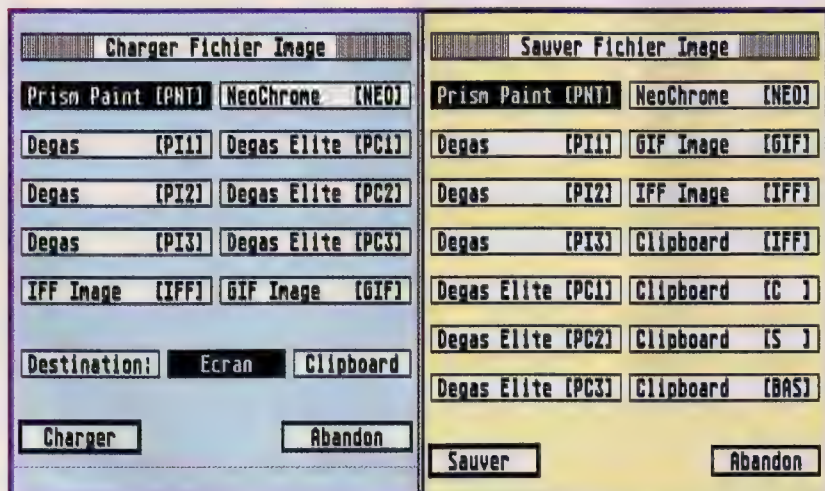 Charger Fichier Image
Prism Paint [PNT] NeoChrome [NEO]
Degas [PI1] Degas Elite [PC1]
Degas [PI2] Degas Elite [PC2]
Degas [PI3] Degas Elite [PC3]
IFF Image [IFF] GIF Image [GIF]
Destination: Ecran Clipboard
Charger Abandon
Sauver Fichier Image
Prism Paint [PNT] NeoChrome [NEO]
Degas [PI1] GIF Image [GIF]
Degas [PI2] IFF Image [IFF]
Degas [PI3] Clipboard [IFF]
Degas Elite [PC1] Clipboard [C ]
Degas Elite [PC2] Clipboard [S ]
Degas Elite [PC3] Clipboard [BAS]
Sauver Abandon